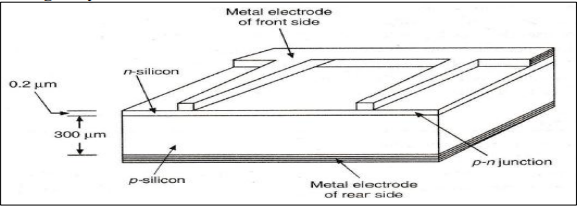 Metal electrode
of front side
n-silicon
0.2 μm
300 μm
p-n junction
p-silicon
Metal electrode
of rear side